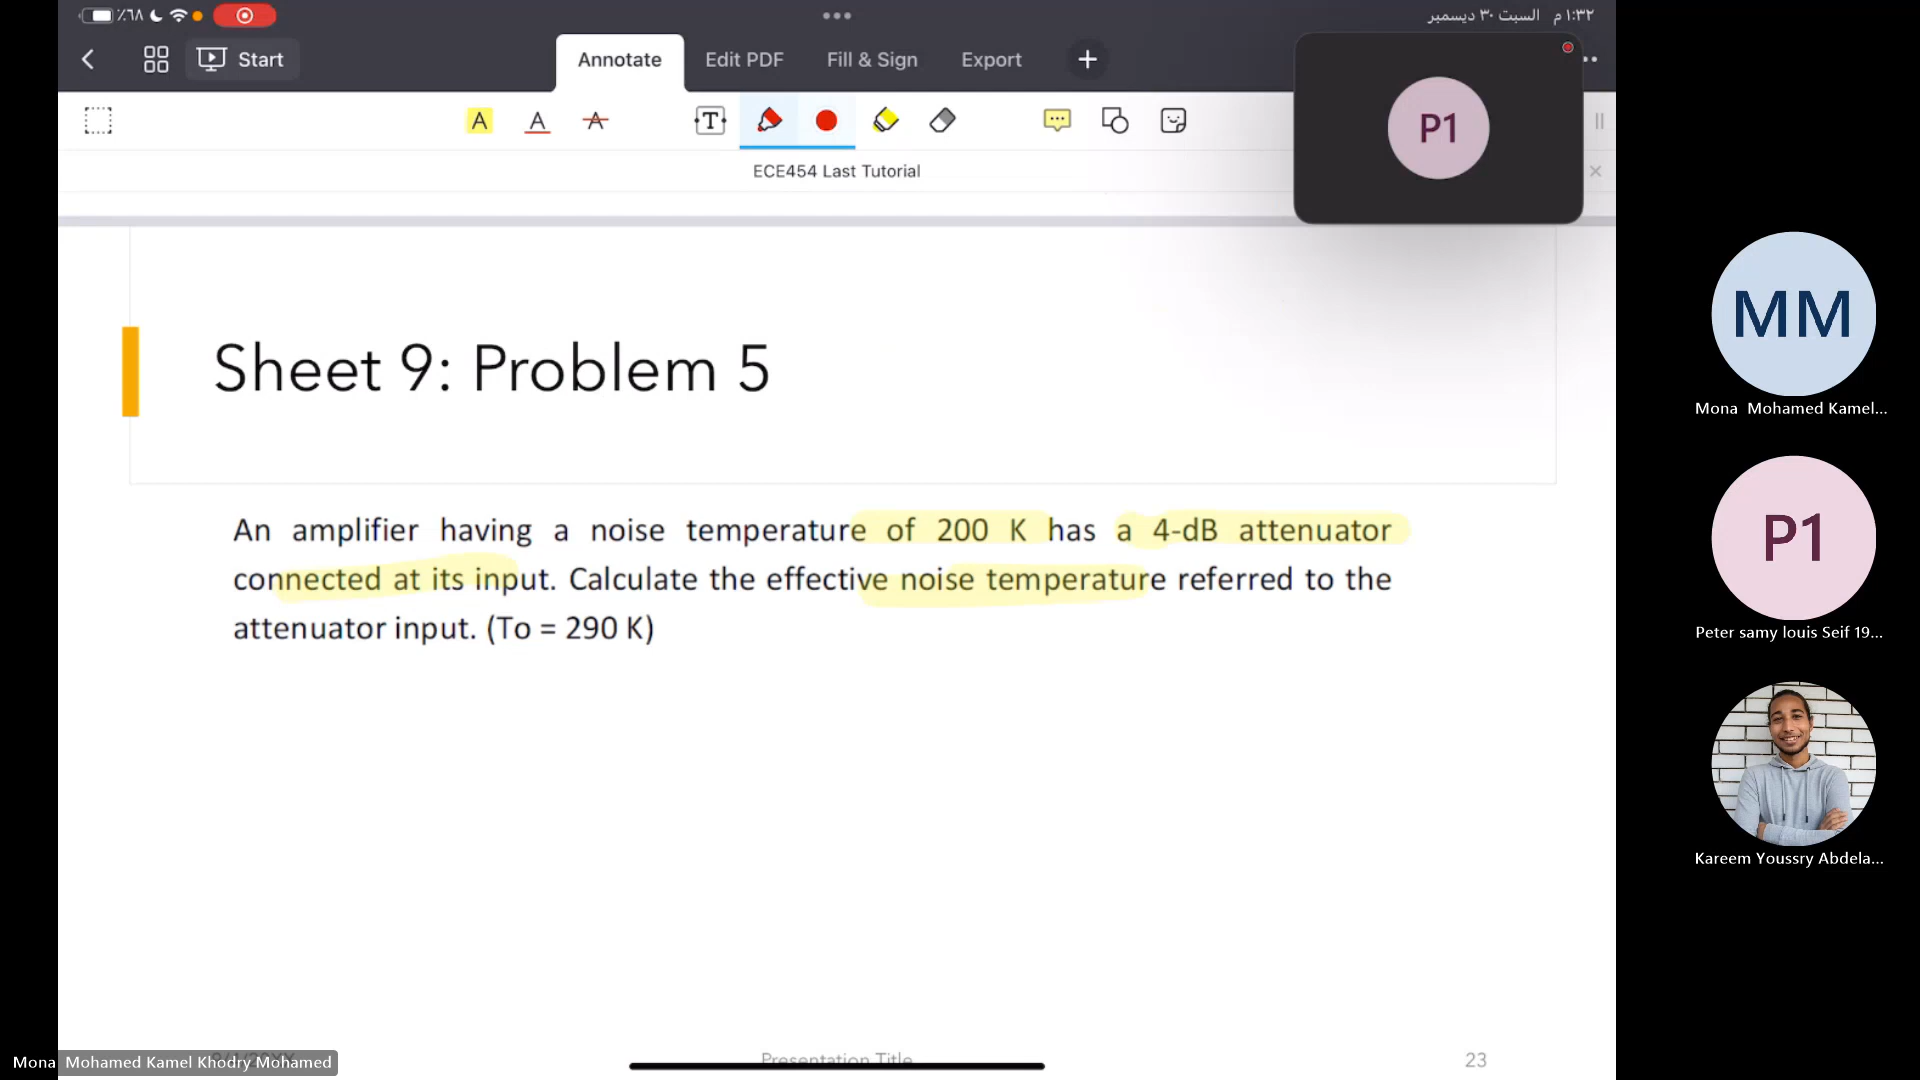 ٪٦٨
١:٣٢ م السبت ٣٠ ديسمبر
Start
Annotate
Edit PDF
Fill & Sign
Export
A
A
A
T
ECE454 Last Tutorial
P1
Sheet 9: Problem 5
An amplifier having a noise temperature of 200 K has a 4-dB attenuator
connected at its input. Calculate the effective noise temperature referred to the
attenuator input. (To = 290 K)
Presentation Title
23
Mona Mohamed Kamel Khodry Mohamed
MM
Mona Mohamed Kamel...
P1
Peter samy louis Seif 19...
Kareem Youssry Abdela...